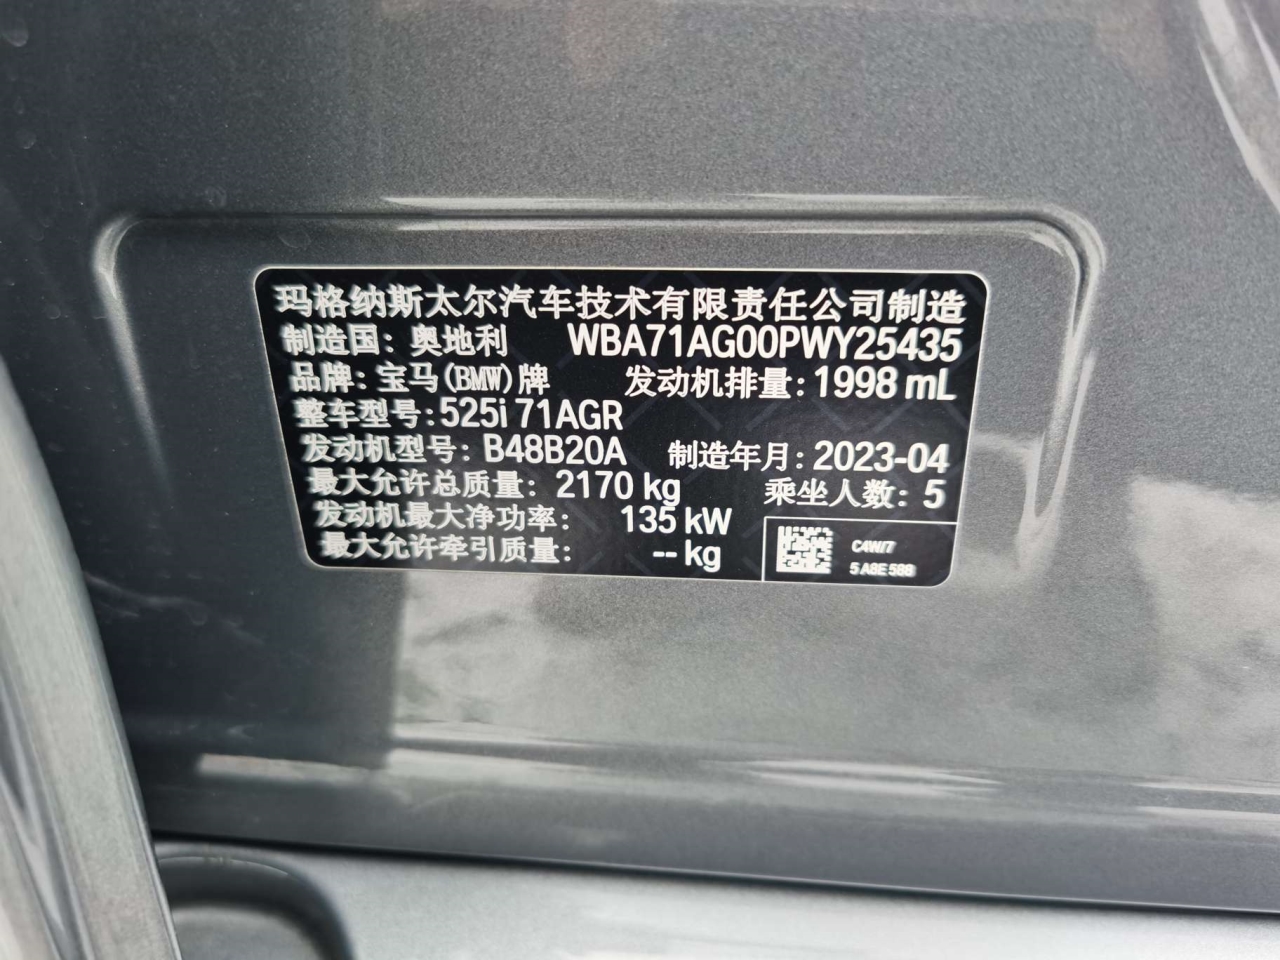 玛格纳斯太尔汽车技术有限责任公司制造
制造国: 奥地利 WBA71AG00PWY25435
品牌: 宝马(BMW)牌 发动机排量: 1998 mL
整车型号: 525i 71AGR
发动机型号: B48B20A 制造年月: 2023-04
最大允许总质量: 2170 kg 乘坐人数: 5
发动机最大净功率: 135 kW
最大允许牵引质量: -- kg
C4W/7
5 A8E 588